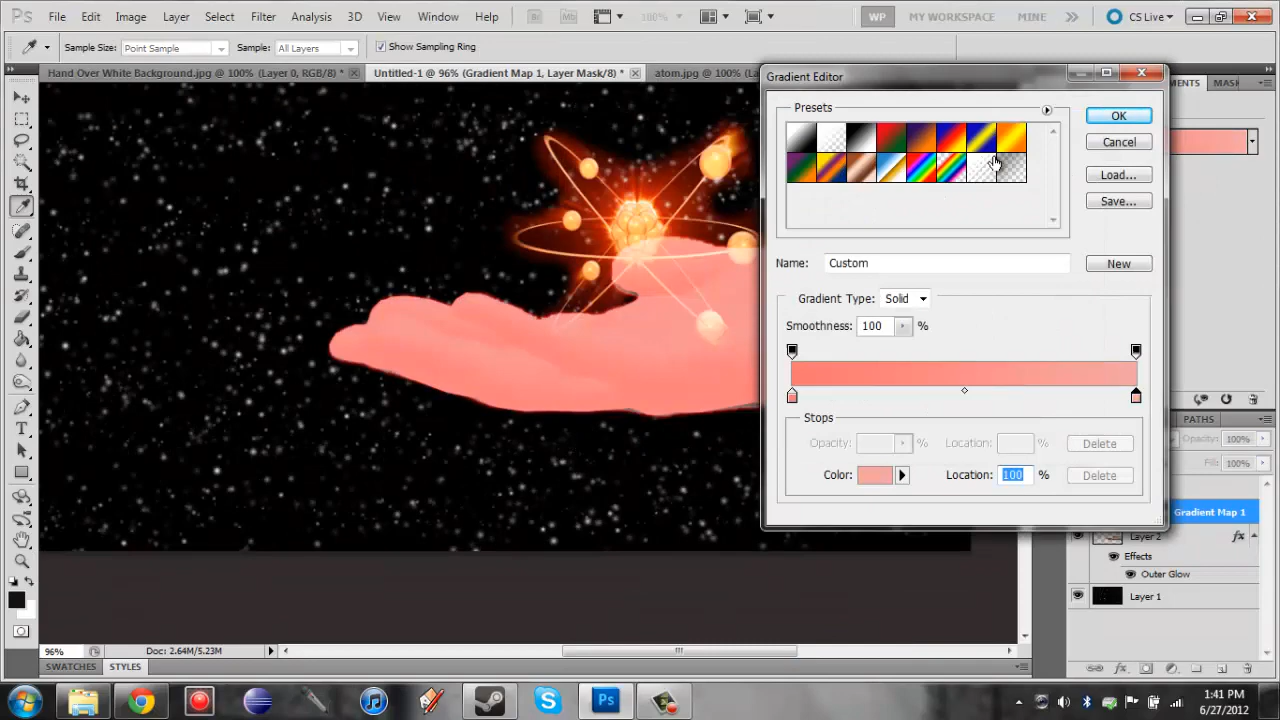 Ps File Edit Image Layer Select Filter Analysis 3D View Window Help Br Mb 180% WP MY WORKSPACE MINE CS Live
Sample Size: Point Sample Sample: All Layers Show Sampling Ring
Hand Over White Background.jpg @ 100% (Layer 0, RGB/8) * Untitled-1 @ 96% (Gradient Map 1, Layer Mask/8) * atom.jpg @ 100% (La
Gradient Editor
MENTS MASK
Presets
OK
Cancel
Load...
Save...
Name: Custom New
Gradient Type: Solid
Smoothness: 100 %
Stops
Opacity: % Location: % Delete
Color: Location: 100 % Delete
PATHS
Opacity: 100%
Fill: 100%
Gradient Map 1
Layer 2 fx
Effects
Outer Glow
Layer 1
96% Doc: 2.64M/5.23M
SWATCHES STYLES
1:41 PM
6/27/2012